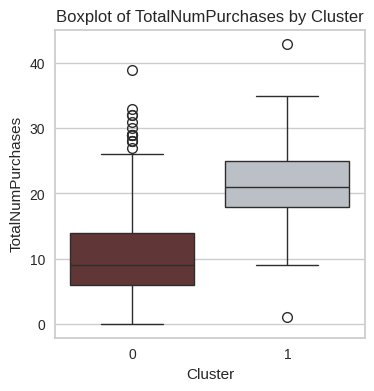 Boxplot of TotalNumPurchases by Cluster
TotalNumPurchases
40
30
20
10
0
0 1
Cluster